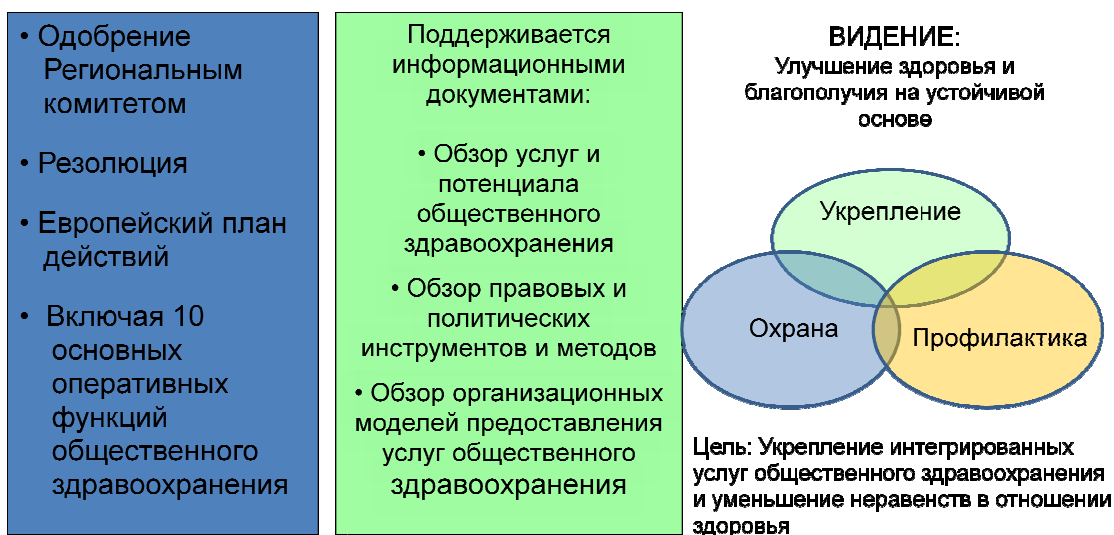 • Одобрение
Региональным
комитетом
• Резолюция
• Европейский план
действий
• Включая 10
основных
оперативных
функций
общественного
здравоохранения
Поддерживается
информационными
документами:
• Обзор услуг и
потенциала
общественного
здравоохранения
• Обзор правовых и
политических
инструментов и методов
• Обзор организационных
моделей предоставления
услуг общественного
здравоохранения
ВИДЕНИЕ:
Улучшение здоровья и
благополучия на устойчивой
основе
Укрепление
Охрана
Профилактика
Цель: Укрепление интегрированных
услуг общественного здравоохранения
и уменьшение неравенств в отношении
здоровья